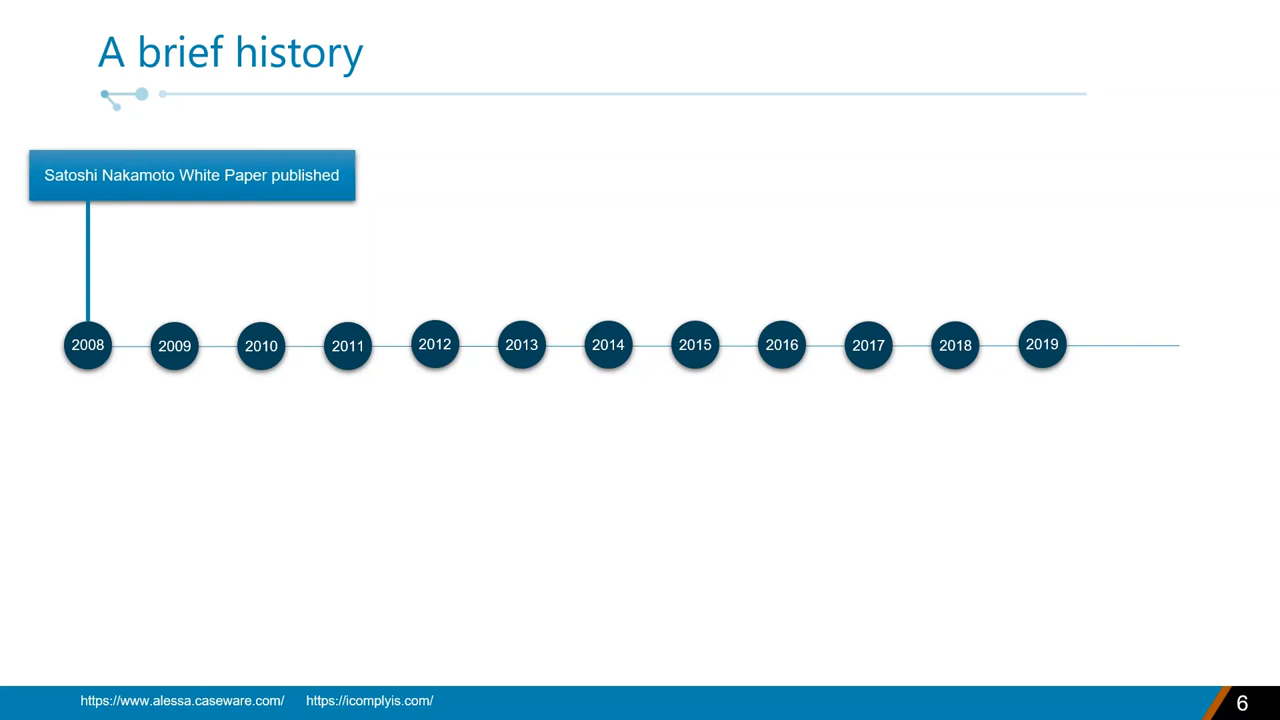 A brief history
Satoshi Nakamoto White Paper published
2008 2009 2010 2011 2012 2013 2014 2015 2016 2017 2018 2019
https://www.alessa.caseware.com/ https://icomplyis.com/ 6